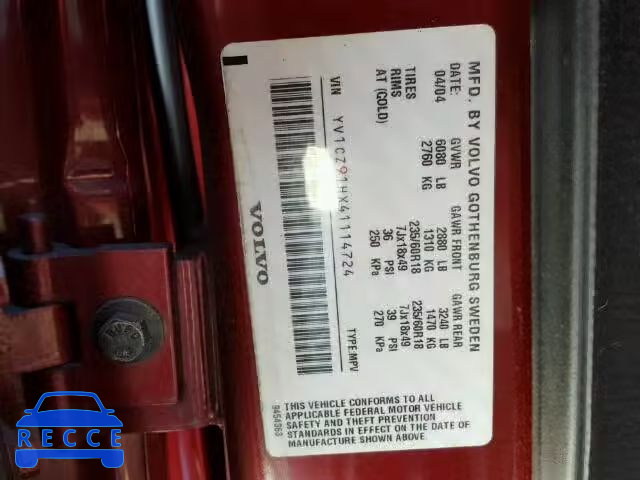 MFD. BY VOLVO GOTHENBURG SWEDEN
DATE: GVWR GAWR FRONT GAWR REAR
04/04 6080 LB 2880 LB 3240 LB
2760 KG 1310 KG 1470 KG
TIRES 235/60R18 235/60R18
RIMS 7Jx18x49 7Jx18x49
AT (COLD) 36 PSI 39 PSI
250 KPa 270 KPa
VIN YV1CZ91HX41114724 TYPE:MPV
VOLVO
9454363
THIS VEHICLE CONFORMS TO ALL
APPLICABLE FEDERAL MOTOR VEHICLE
SAFETY AND THEFT PREVENTION
STANDARDS IN EFFECT ON THE DATE OF
MANUFACTURE SHOWN ABOVE.
RECCE